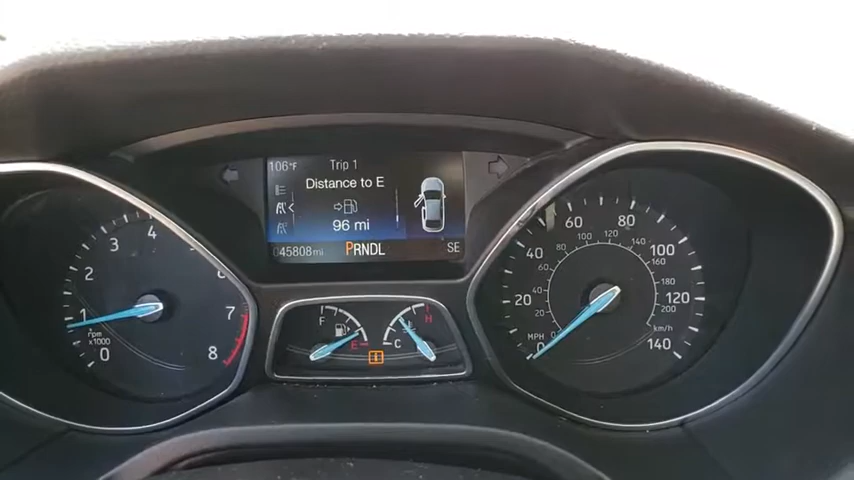 106°F
Trip 1
Distance to E
96 mi
045808mi
PRNDL
SE
0
1
2
3
4
7
8
rpm
x1000
F
E
C
H
0
20
40
60
80
100
120
140
MPH
20
40
60
80
100
120
140
160
180
200
220
km/h